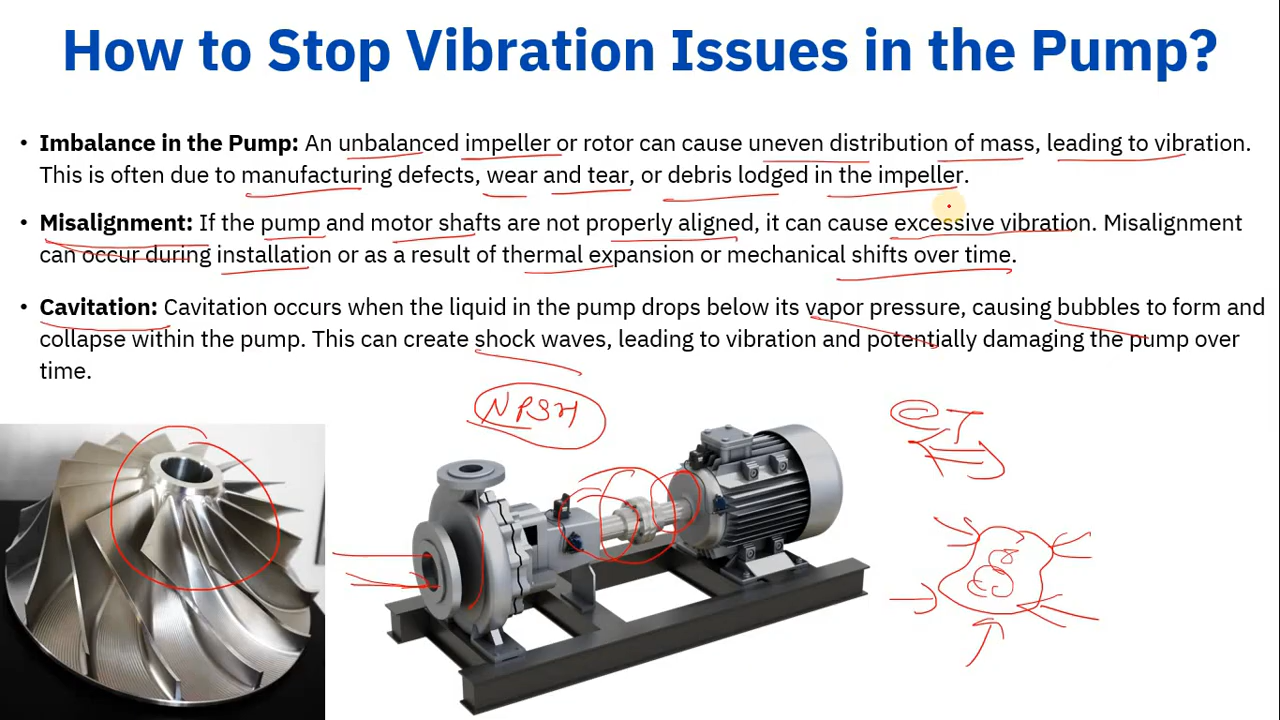 How to Stop Vibration Issues in the Pump?
• Imbalance in the Pump: An unbalanced impeller or rotor can cause uneven distribution of mass, leading to vibration.
This is often due to manufacturing defects, wear and tear, or debris lodged in the impeller.
• Misalignment: If the pump and motor shafts are not properly aligned, it can cause excessive vibration. Misalignment
can occur during installation or as a result of thermal expansion or mechanical shifts over time.
• Cavitation: Cavitation occurs when the liquid in the pump drops below its vapor pressure, causing bubbles to form and
collapse within the pump. This can create shock waves, leading to vibration and potentially damaging the pump over
time.
NPSH